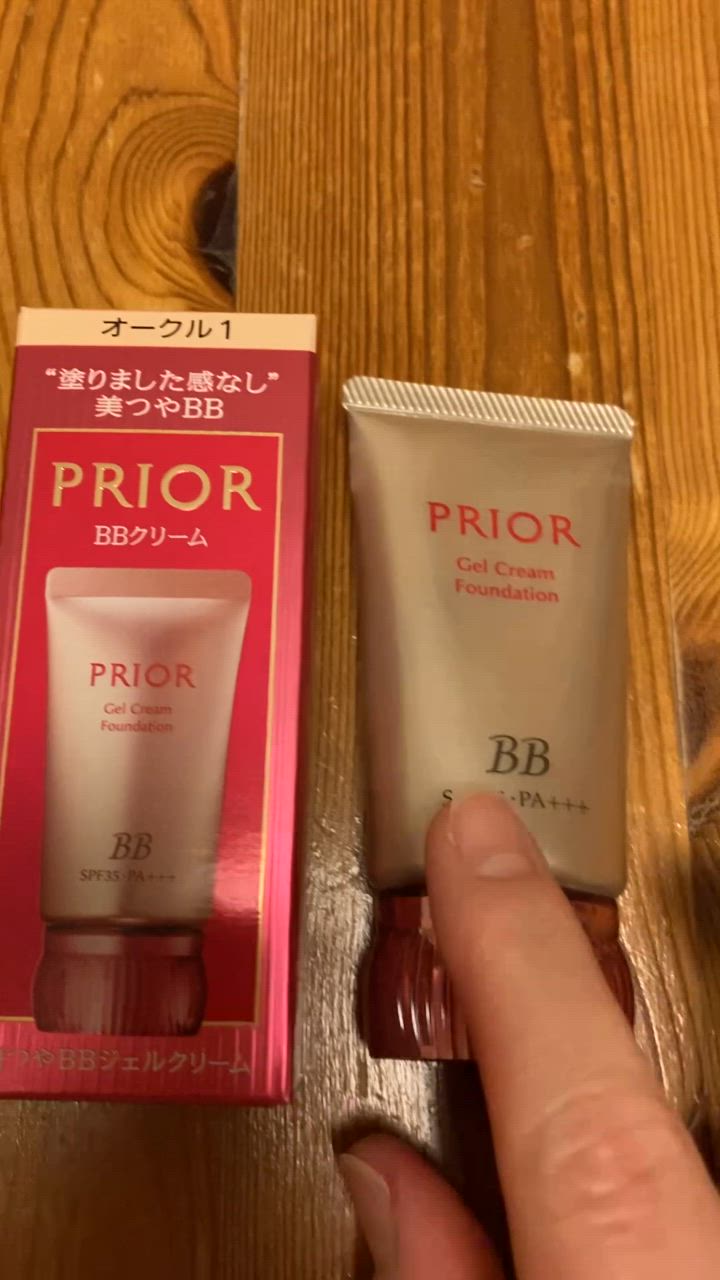 オークル1
“塗りました感なし”
美つやBB
PRIOR
BBクリーム
PRIOR
Gel Cream
Foundation
BB
SPF35・PA+++
つやBBジェルクリーム
PRIOR
Gel Cream
Foundation
BB
PA+++